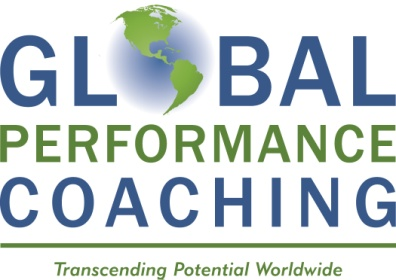 GLOBAL
PERFORMANCE
COACHING
Transcending Potential Worldwide